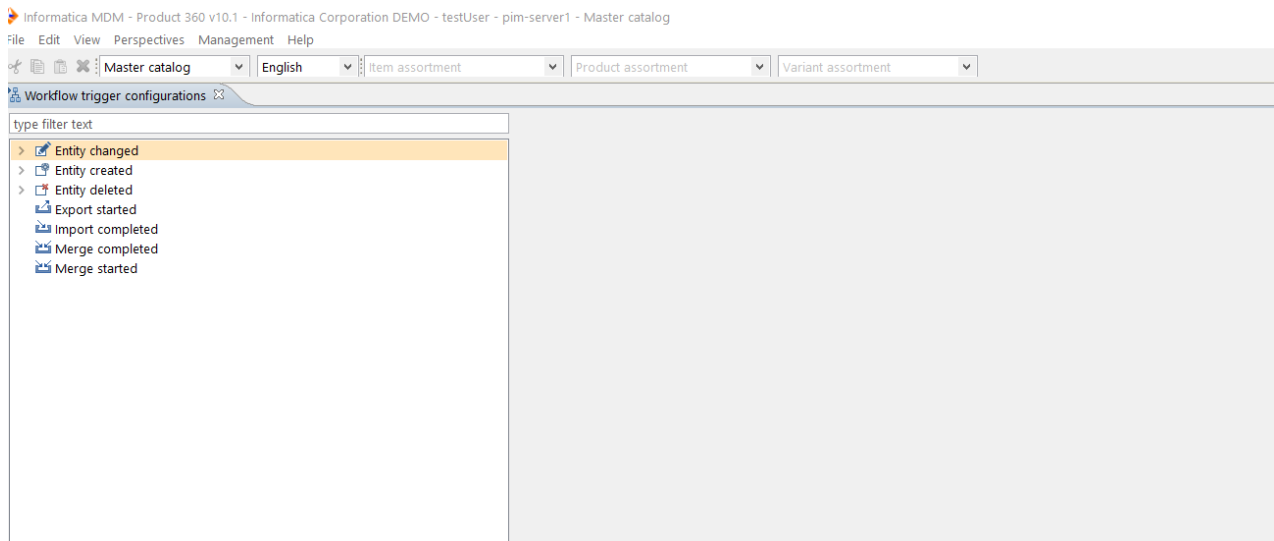 Informatica MDM - Product 360 v10.1 - Informatica Corporation DEMO - testUser - pim-server1 - Master catalog
File Edit View Perspectives Management Help
Master catalog English Item assortment Product assortment Variant assortment
Workflow trigger configurations
type filter text
Entity changed
Entity created
Entity deleted
Export started
Import completed
Merge completed
Merge started